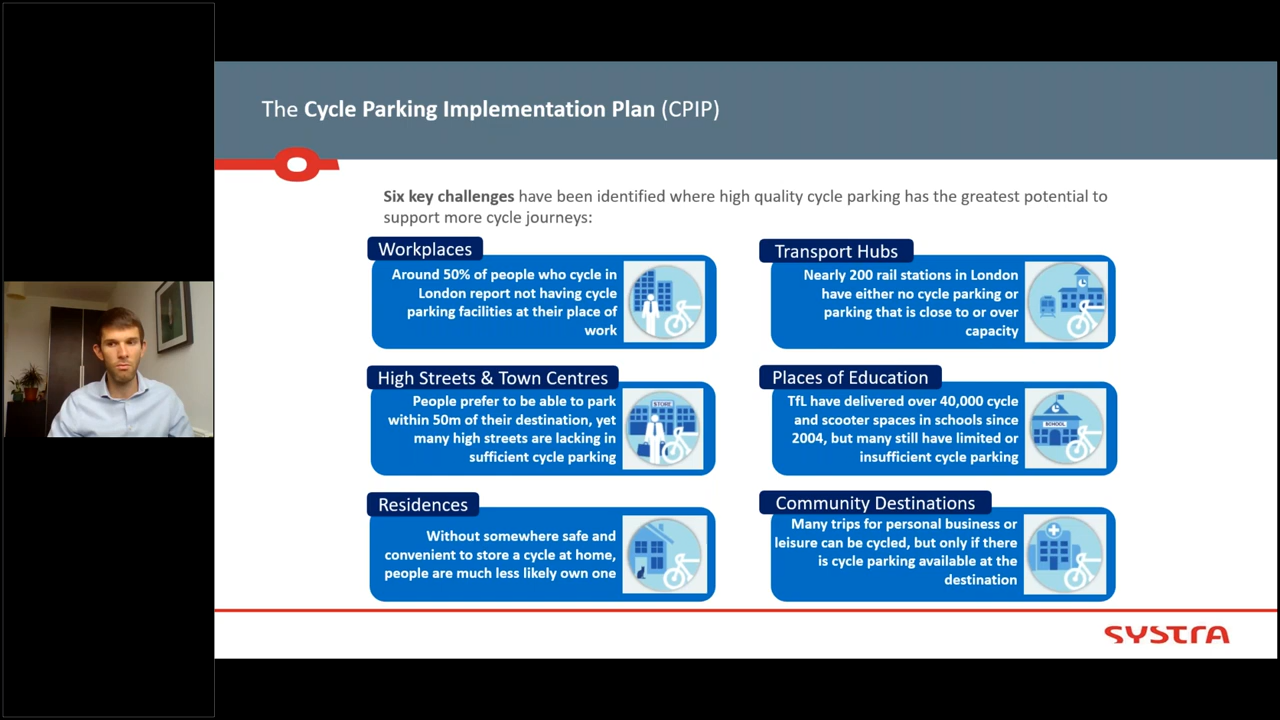 The Cycle Parking Implementation Plan (CPIP)
Six key challenges have been identified where high quality cycle parking has the greatest potential to
support more cycle journeys:
Workplaces
Around 50% of people who cycle in
London report not having cycle
parking facilities at their place of
work
Transport Hubs
Nearly 200 rail stations in London
have either no cycle parking or
parking that is close to or over
capacity
High Streets & Town Centres
People prefer to be able to park
within 50m of their destination, yet
many high streets are lacking in
sufficient cycle parking
STORE
Places of Education
TfL have delivered over 40,000 cycle
and scooter spaces in schools since
2004, but many still have limited or
insufficient cycle parking
SCHOOL
Residences
Without somewhere safe and
convenient to store a cycle at home,
people are much less likely own one
Community Destinations
Many trips for personal business or
leisure can be cycled, but only if there
is cycle parking available at the
destination
SYSTRA